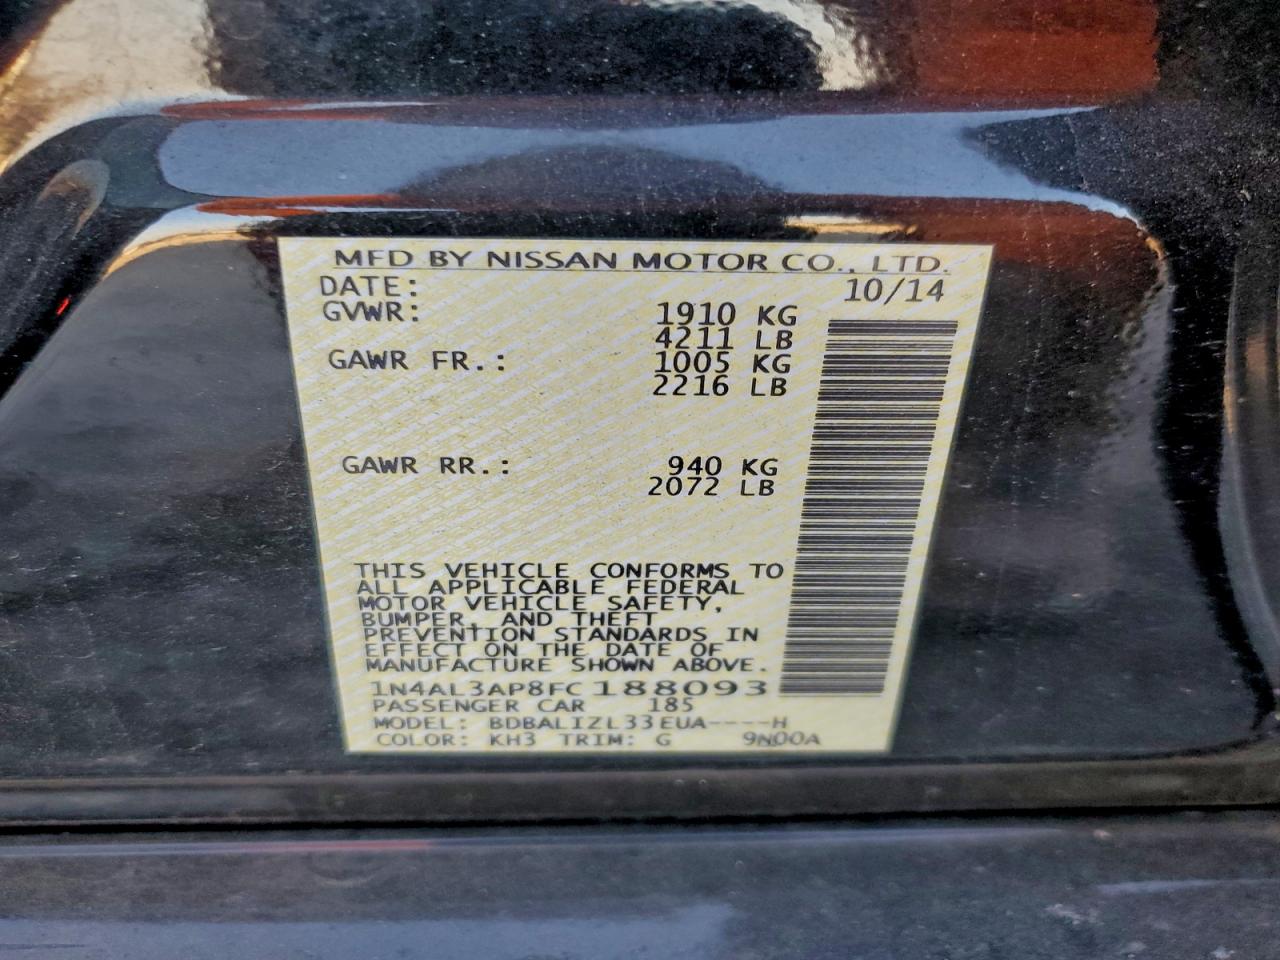 MFD BY NISSAN MOTOR CO., LTD.
DATE: 10/14
GVWR: 1910 KG
4211 LB
GAWR FR.: 1005 KG
2216 LB
GAWR RR.: 940 KG
2072 LB
THIS VEHICLE CONFORMS TO
ALL APPLICABLE FEDERAL
MOTOR VEHICLE SAFETY,
BUMPER, AND THEFT
PREVENTION STANDARDS IN
EFFECT ON THE DATE OF
MANUFACTURE SHOWN ABOVE.
1N4AL3AP8FC188093
PASSENGER CAR 185
MODEL: BDBALIZL33EUA----H
COLOR: KH3 TRIM: G 9N00A